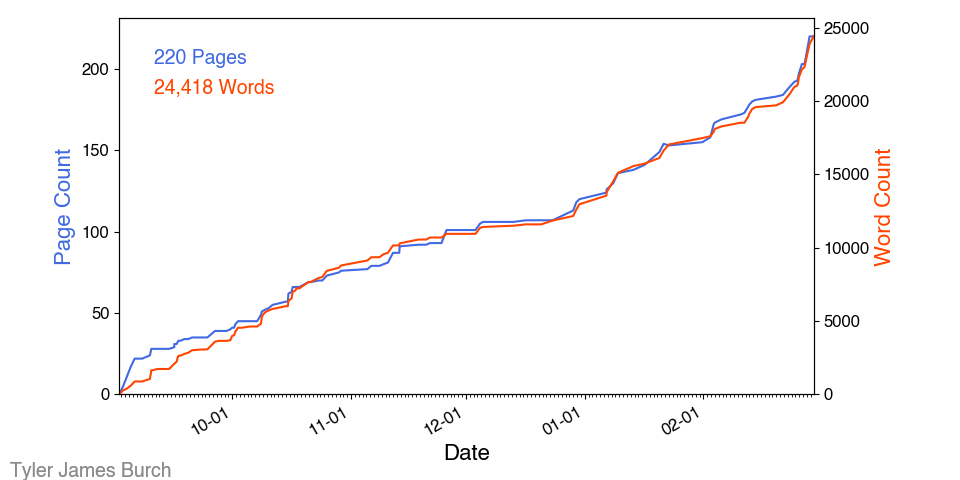 220 Pages
24,418 Words
Page Count
200
150
100
50
0
25000
20000
15000
10000
5000
0
Word Count
10-01
11-01
12-01
01-01
02-01
Date
Tyler James Burch